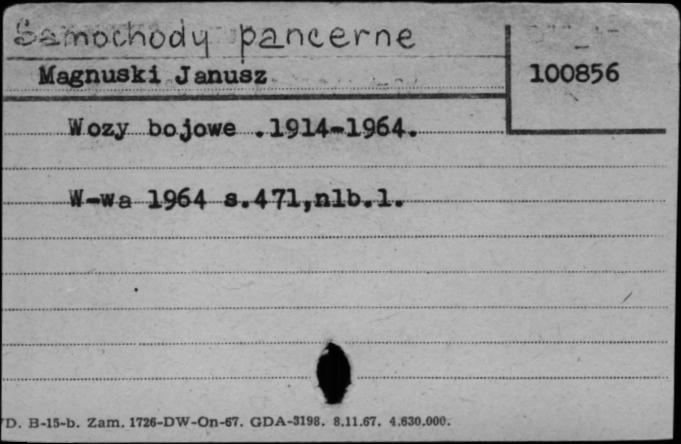 Samochody pancerne
Magnuski Janusz
100856
Wozy bojowe .1914-1964.
W-wa 1964 s.471,nlb.1.
D. B-15-b. Zam. 1726-DW-On-67. GDA-3198. 8.11.67. 4.630.000.